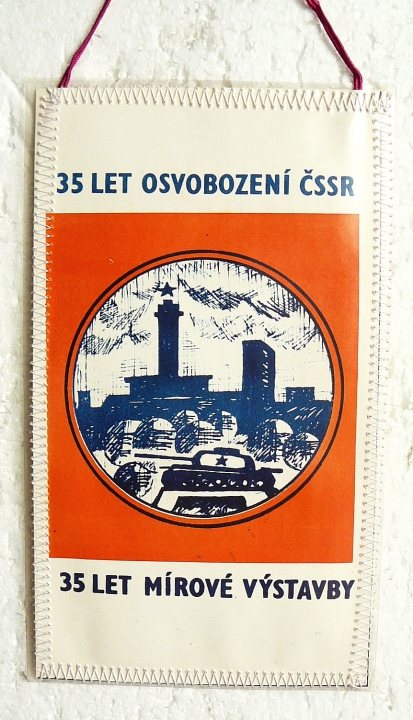 35 LET OSVOBOZENÍ ČSSR
35 LET MÍROVÉ VÝSTAVBY